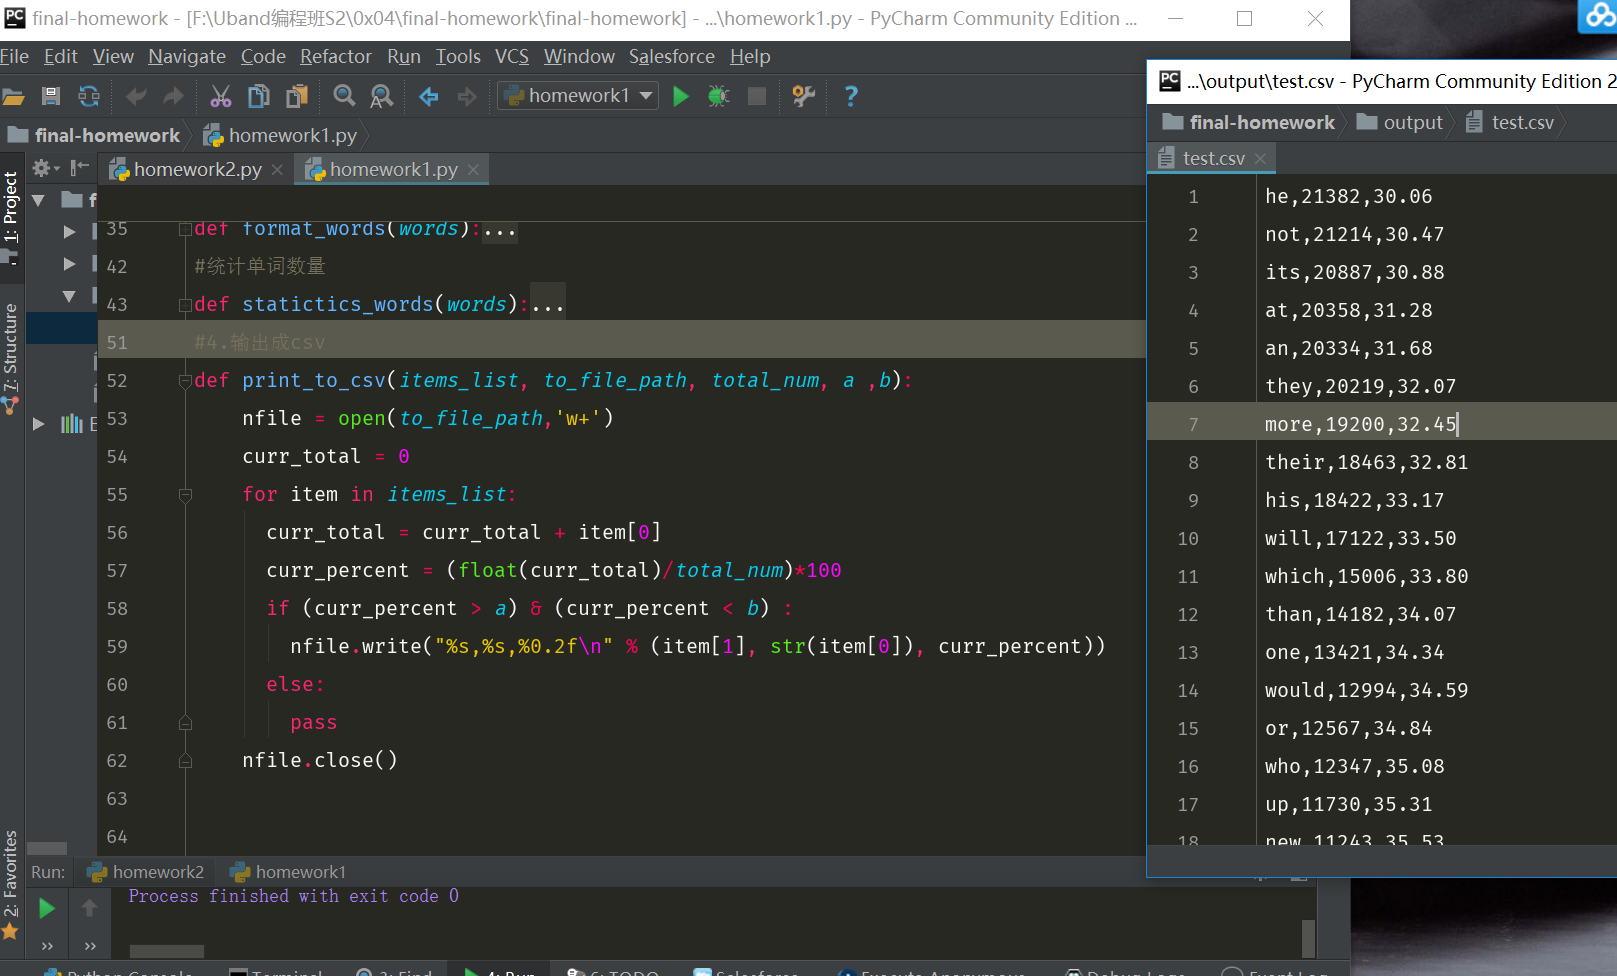 final-homework - [F:\Uband编程班S2\0x04\final-homework\final-homework] - ...\homework1.py - PyCharm Community Edition ...
File Edit View Navigate Code Refactor Run Tools VCS Window Salesforce Help
homework1
final-homework homework1.py
homework2.py homework1.py
1: Project
7: Structure
2: Favorites
35 def format_words(words):...
42 #统计单词数量
43 def statictics_words(words):...
51 #4.输出成csv
52 def print_to_csv(items_list, to_file_path, total_num, a ,b):
53 nfile = open(to_file_path,'w+')
54 curr_total = 0
55 for item in items_list:
56 curr_total = curr_total + item[0]
57 curr_percent = (float(curr_total)/total_num)*100
58 if (curr_percent > a) & (curr_percent < b) :
59 nfile.write("%s,%s,%0.2f\n" % (item[1], str(item[0]), curr_percent))
60 else:
61 pass
62 nfile.close()
63
64
Run: homework2 homework1
Process finished with exit code 0
Python Console Terminal 3: Find 4: Run 6: TODO Salesforce Execute Anonymous Debug Logs Event Log
...\output\test.csv - PyCharm Community Edition 2
final-homework output test.csv
test.csv
1 he,21382,30.06
2 not,21214,30.47
3 its,20887,30.88
4 at,20358,31.28
5 an,20334,31.68
6 they,20219,32.07
7 more,19200,32.45
8 their,18463,32.81
9 his,18422,33.17
10 will,17122,33.50
11 which,15006,33.80
12 than,14182,34.07
13 one,13421,34.34
14 would,12994,34.59
15 or,12567,34.84
16 who,12347,35.08
17 up,11730,35.31
18 new,11243,35.53